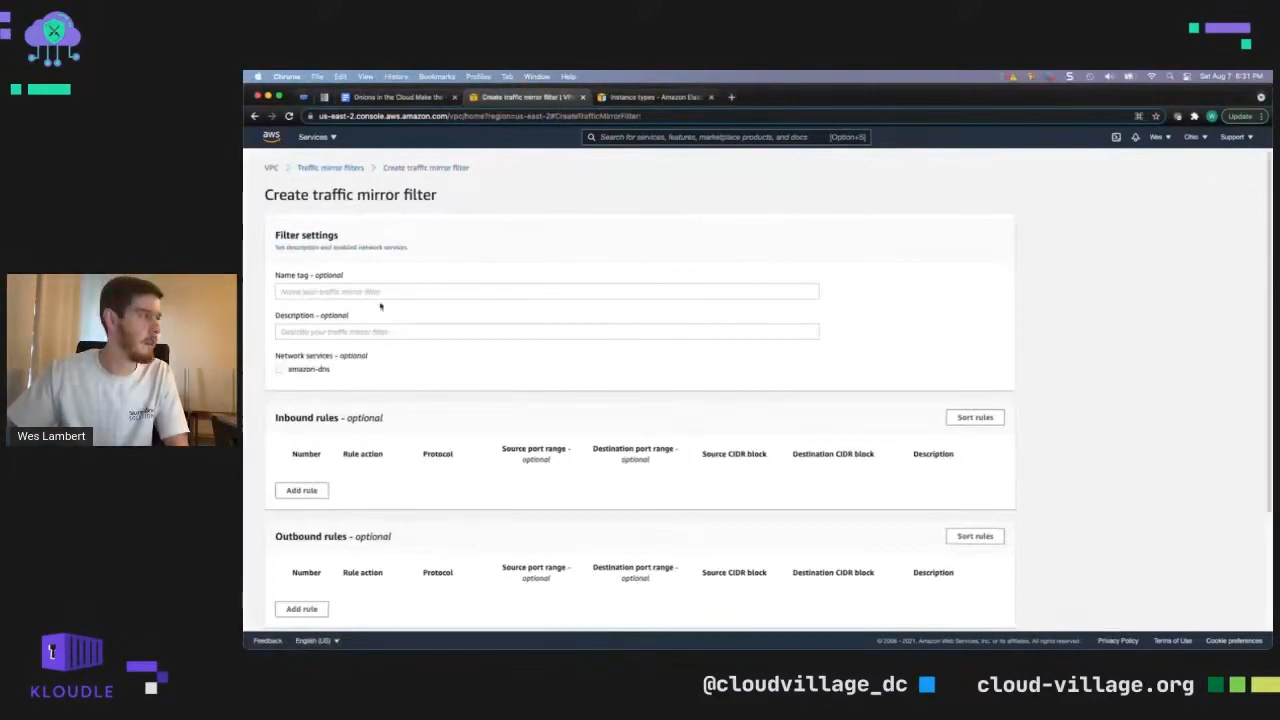 Chrome File Edit View History Bookmarks Profiles Tab Window Help
Sat Aug 7 6:31 PM
Onions in the Cloud Make the
Create traffic mirror filter | VP
Instance types - Amazon Elas
us-east-2.console.aws.amazon.com/vpc/home?region=us-east-2#CreateTrafficMirrorFilter:
Update
aws
Services
Search for services, features, marketplace products, and docs
[Option+S]
Wes
Ohio
Support
VPC
Traffic mirror filters
Create traffic mirror filter
Create traffic mirror filter
Filter settings
Set description and enabled network services.
Name tag - optional
Name your traffic mirror filter
Description - optional
Describe your traffic mirror filter
Network services - optional
amazon-dns
Inbound rules - optional
Sort rules
Number Rule action Protocol Source port range - optional Destination port range - optional Source CIDR block Destination CIDR block Description
Add rule
Outbound rules - optional
Sort rules
Number Rule action Protocol Source port range - optional Destination port range - optional Source CIDR block Destination CIDR block Description
Add rule
Feedback English (US)
© 2008 - 2021, Amazon Web Services, Inc. or its affiliates. All rights reserved.
Privacy Policy Terms of Use Cookie preferences
Wes Lambert
KLOUDLE
@cloudvillage_dc
cloud-village.org